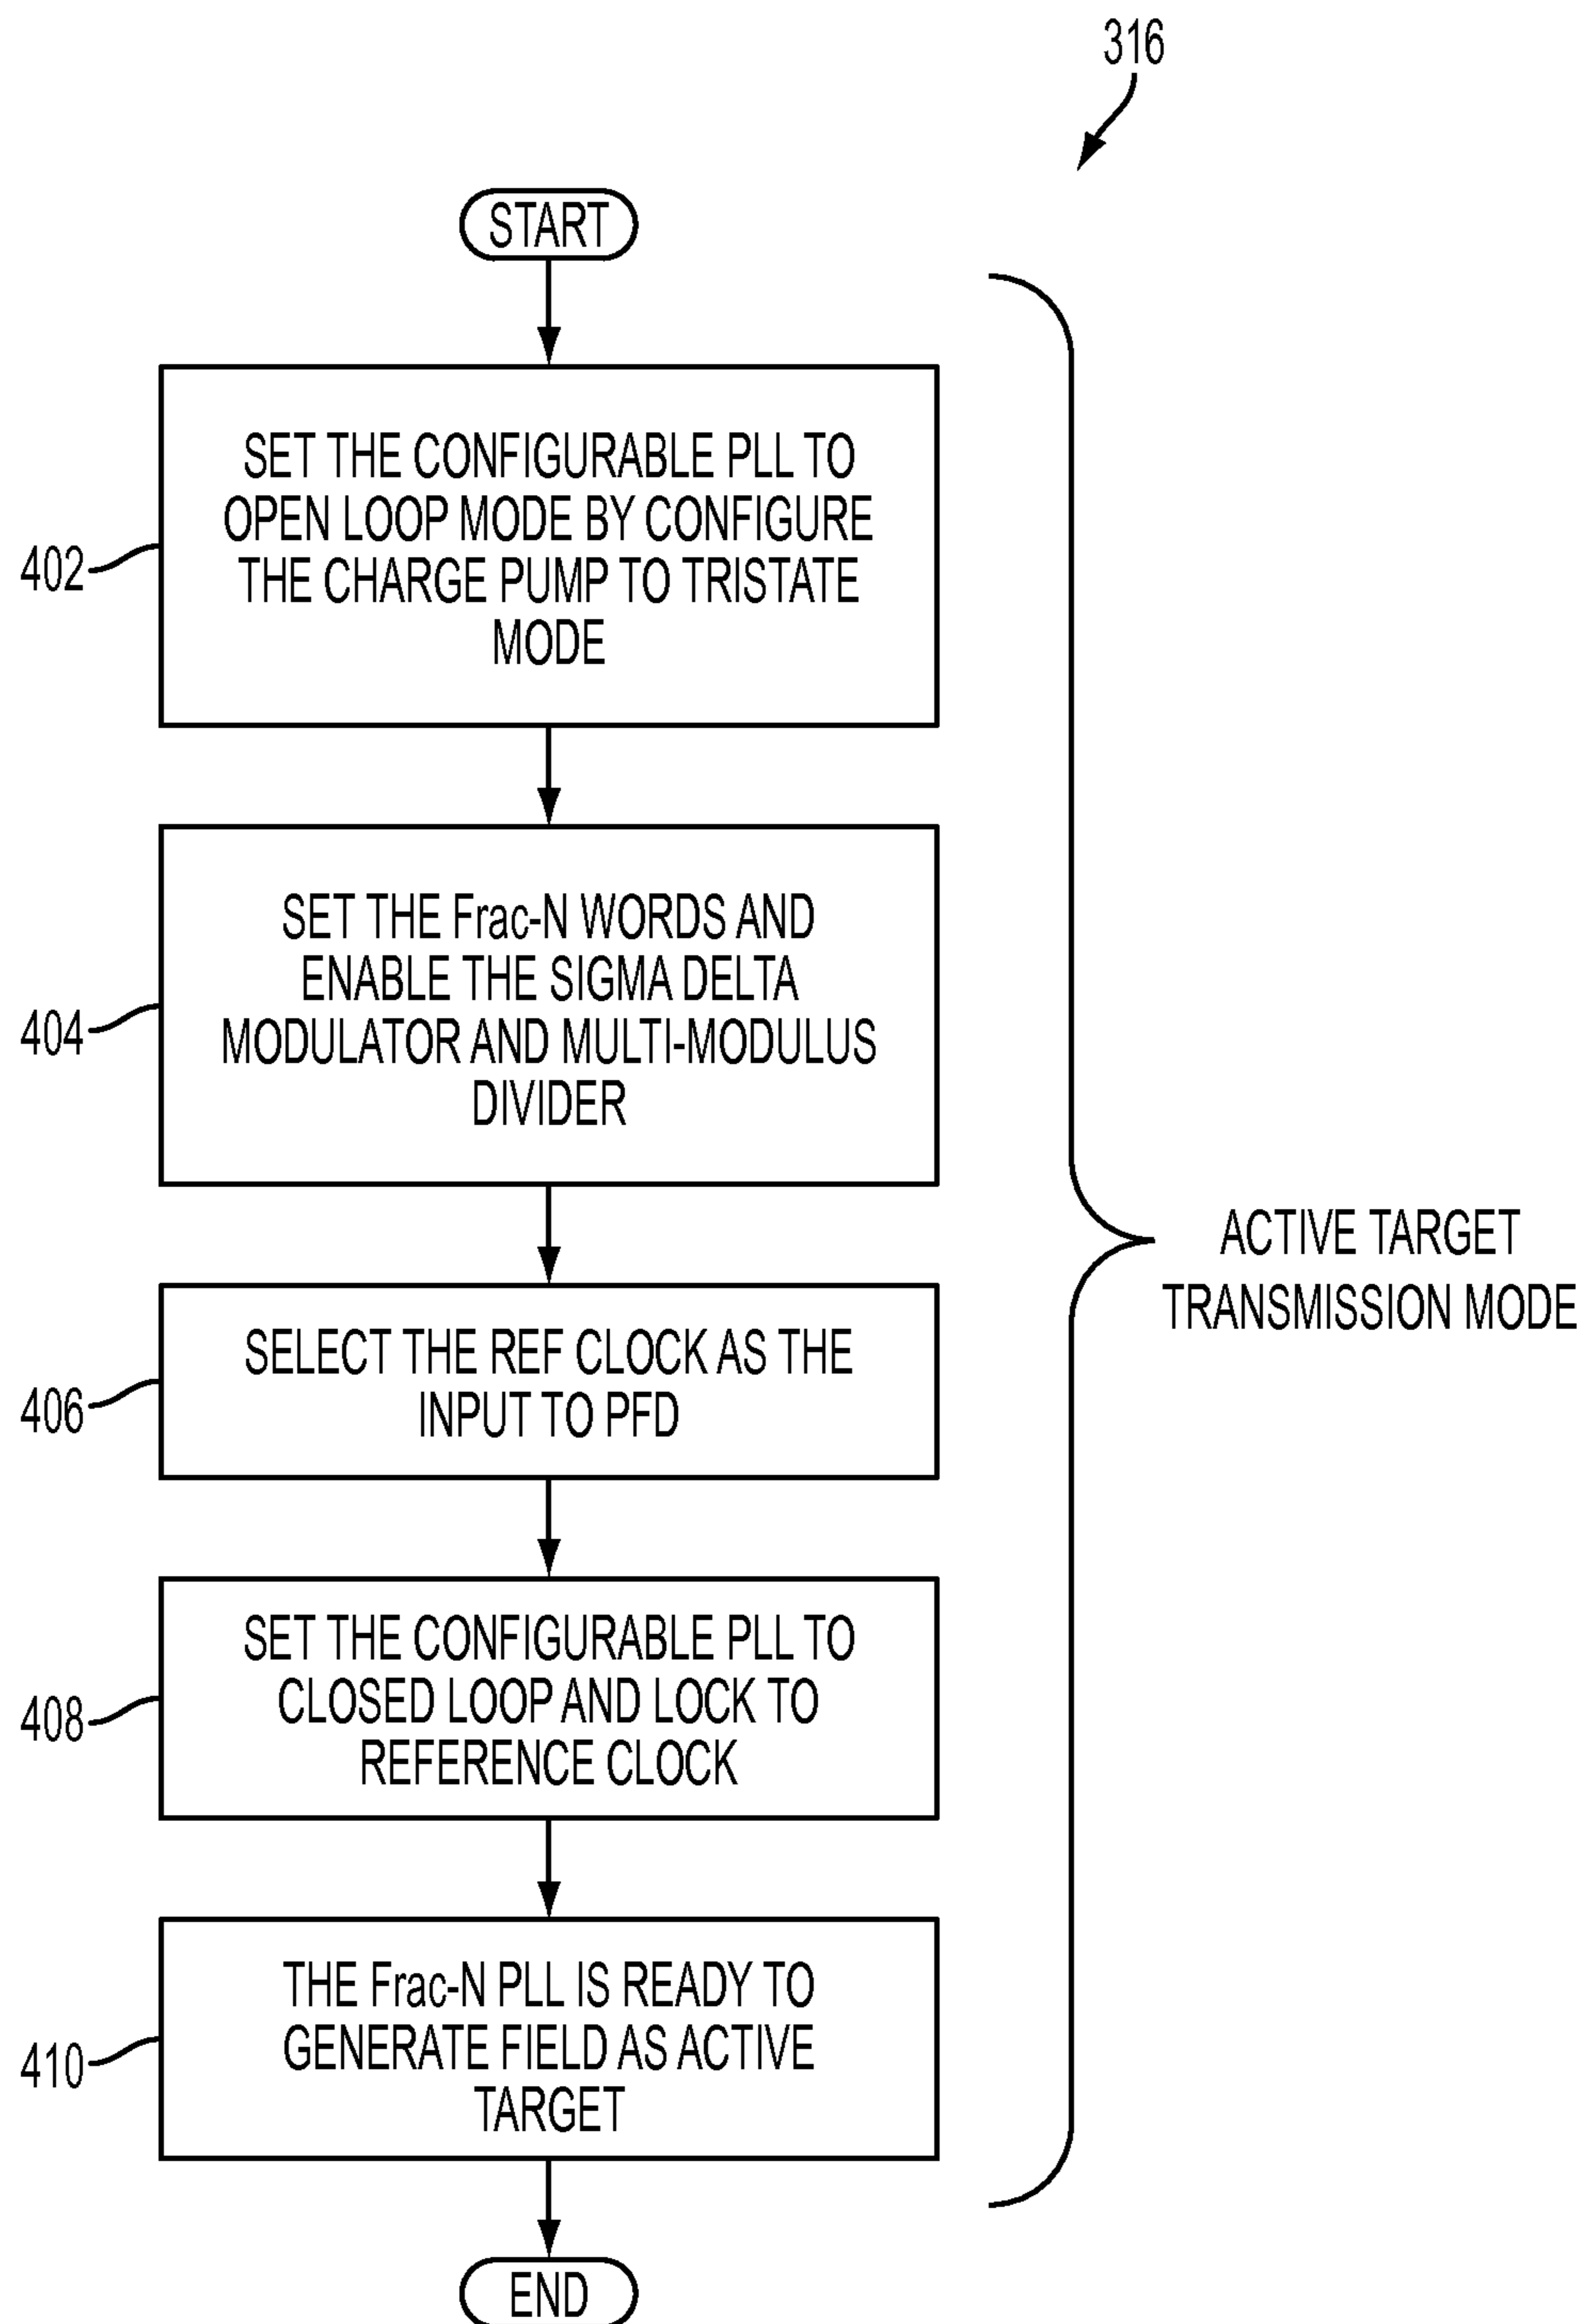 316
START
402
SET THE CONFIGURABLE PLL TO
OPEN LOOP MODE BY CONFIGURE
THE CHARGE PUMP TO TRISTATE
MODE
404
SET THE Frac-N WORDS AND
ENABLE THE SIGMA DELTA
MODULATOR AND MULTI-MODULUS
DIVIDER
406
SELECT THE REF CLOCK AS THE
INPUT TO PFD
408
SET THE CONFIGURABLE PLL TO
CLOSED LOOP AND LOCK TO
REFERENCE CLOCK
410
THE Frac-N PLL IS READY TO
GENERATE FIELD AS ACTIVE
TARGET
END
ACTIVE TARGET
TRANSMISSION MODE